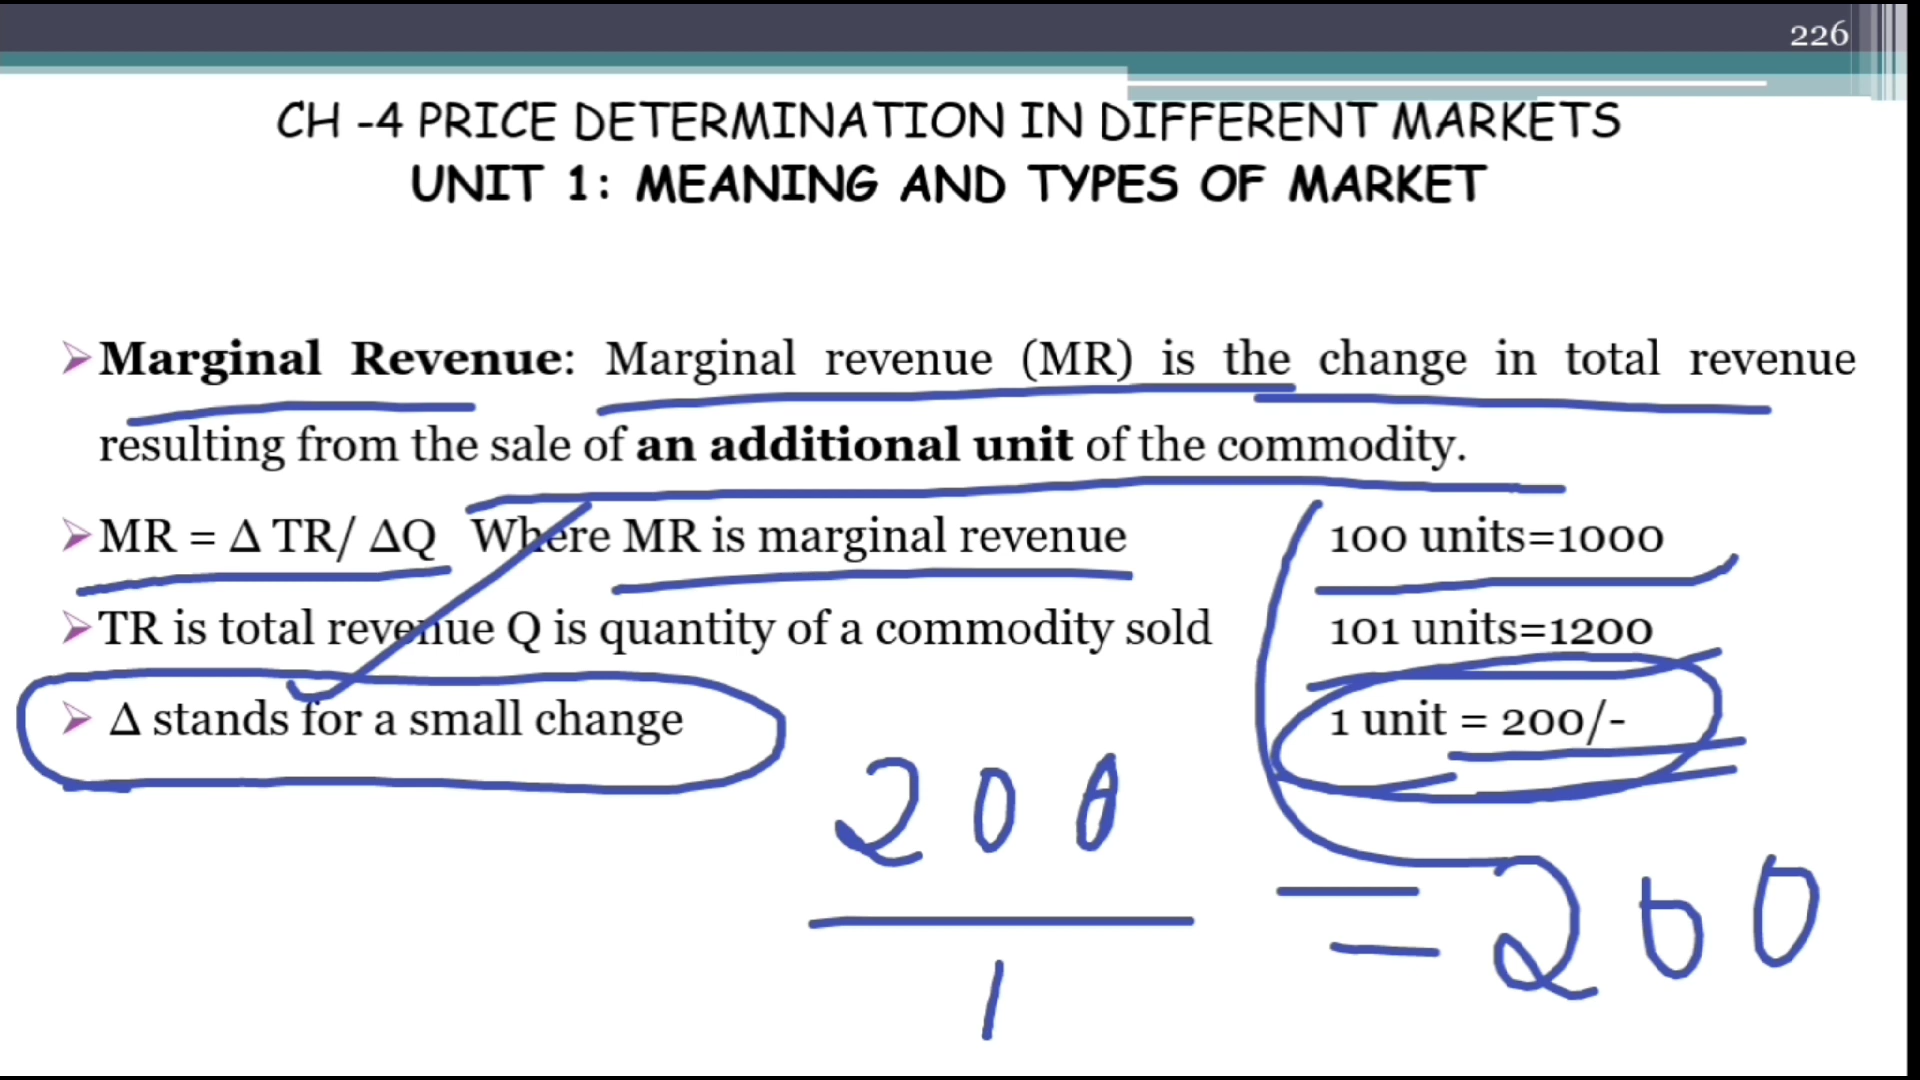 226
CH -4 PRICE DETERMINATION IN DIFFERENT MARKETS
UNIT 1: MEANING AND TYPES OF MARKET
Marginal Revenue: Marginal revenue (MR) is the change in total revenue
resulting from the sale of an additional unit of the commodity.
MR = Δ TR/ ΔQ Where MR is marginal revenue
100 units=1000
TR is total revenue Q is quantity of a commodity sold
101 units=1200
Δ stands for a small change
1 unit = 200/-
200
1
= 200